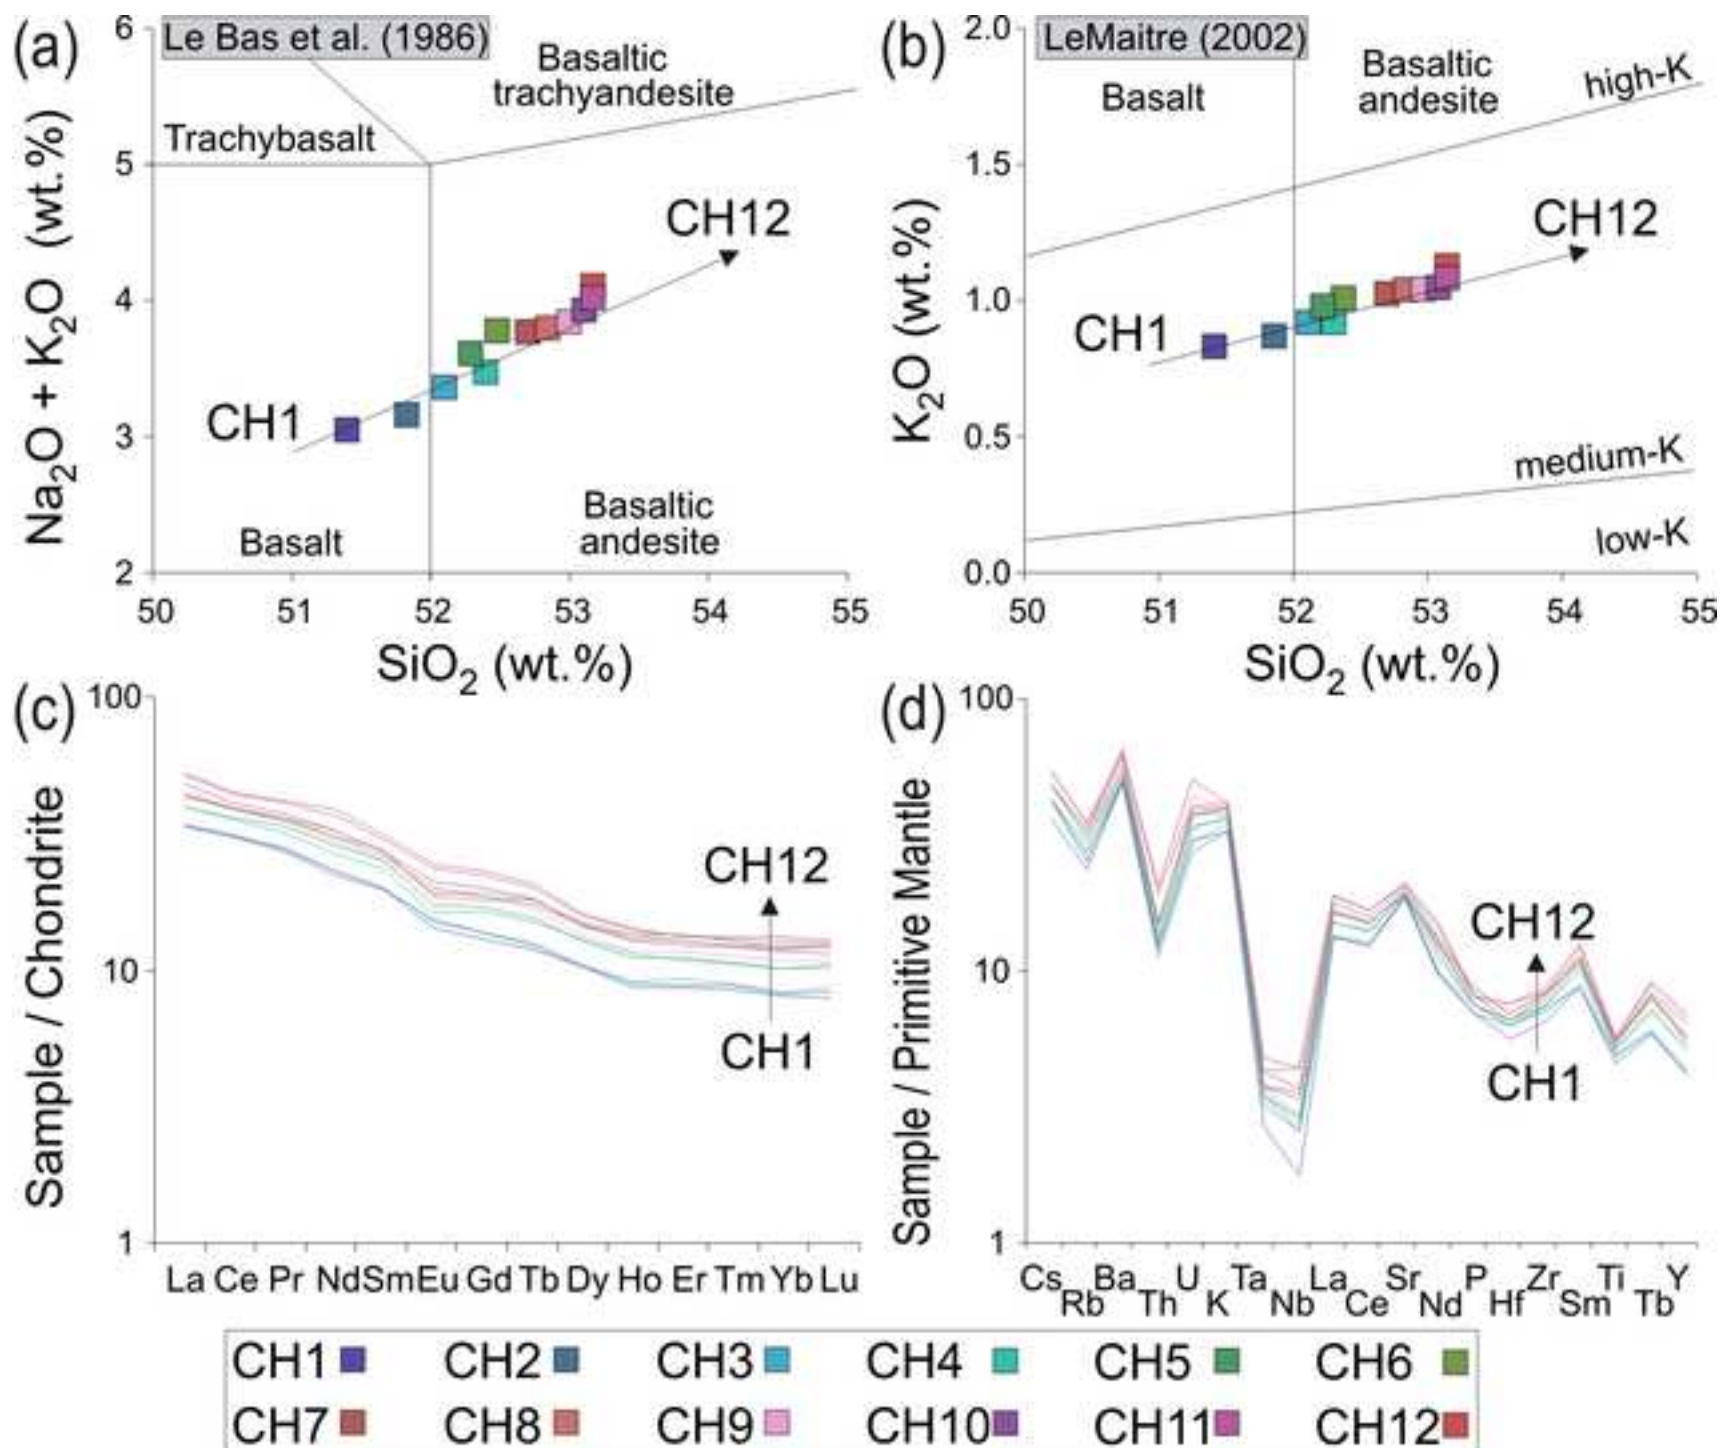 (a)
Le Bas et al. (1986)
6
5
4
3
2
Na₂O + K₂O (wt.%)
Basaltic
trachyandesite
Trachybasalt
CH12
CH1
Basalt
Basaltic
andesite
50 51 52 53 54 55
SiO₂ (wt.%)
(b)
LeMaitre (2002)
2.0
1.5
1.0
0.5
0.0
K₂O (wt.%)
Basalt
Basaltic
andesite
high-K
CH12
CH1
medium-K
low-K
50 51 52 53 54 55
SiO₂ (wt.%)
(c)
100
10
1
Sample / Chondrite
CH12
CH1
La Ce Pr Nd Sm Eu Gd Tb Dy Ho Er Tm Yb Lu
(d)
100
10
1
Sample / Primitive Mantle
CH12
CH1
Cs Ba U Ta La Sr P Zr Ti Y
Rb Th K Nb Ce Nd Hf Sm Tb
CH1 CH2 CH3 CH4 CH5 CH6
CH7 CH8 CH9 CH10 CH11 CH12